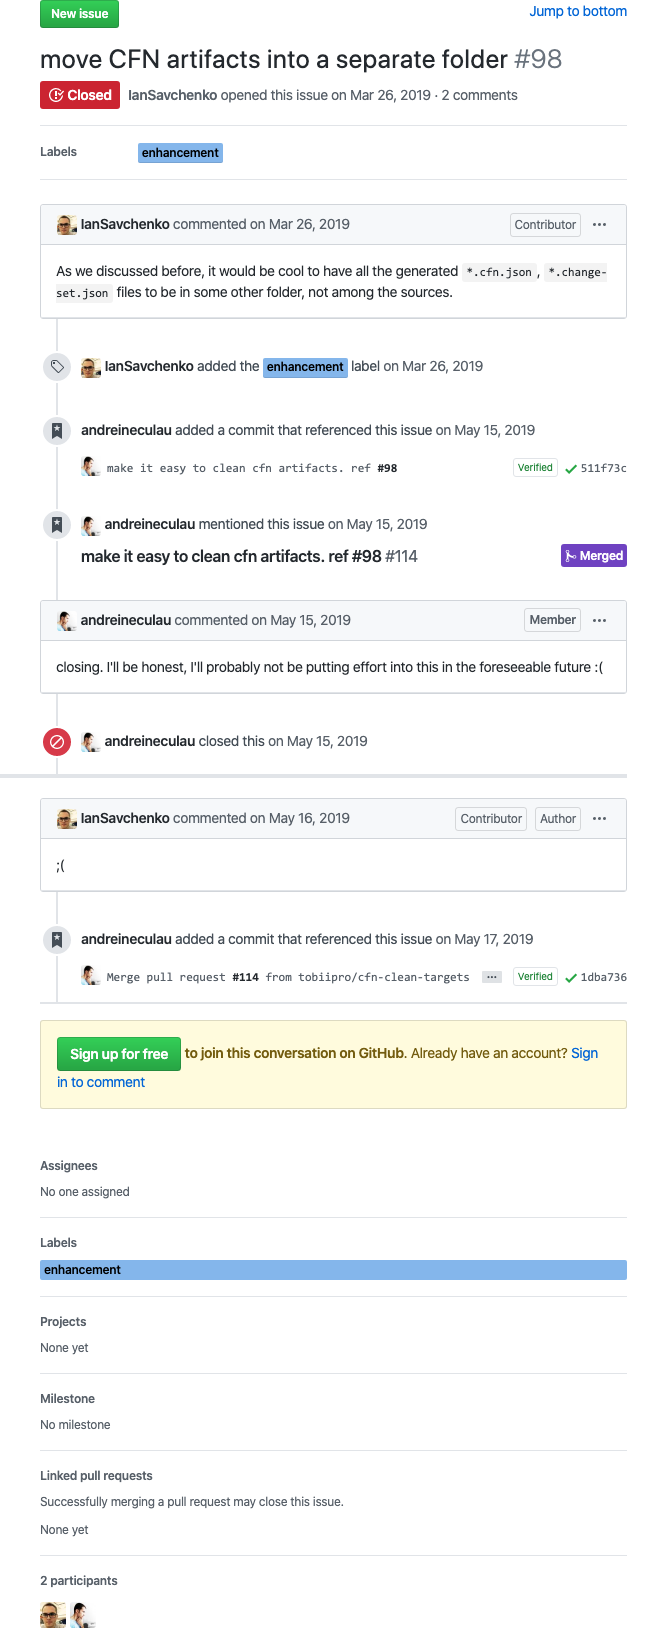 New issue
Jump to bottom
move CFN artifacts into a separate folder #98
Closed IanSavchenko opened this issue on Mar 26, 2019 · 2 comments
Labels enhancement
IanSavchenko commented on Mar 26, 2019 Contributor
As we discussed before, it would be cool to have all the generated *.cfn.json, *.change-
set.json files to be in some other folder, not among the sources.
IanSavchenko added the enhancement label on Mar 26, 2019
andreineculau added a commit that referenced this issue on May 15, 2019
make it easy to clean cfn artifacts. ref #98 Verified 511f73c
andreineculau mentioned this issue on May 15, 2019
make it easy to clean cfn artifacts. ref #98 #114 Merged
andreineculau commented on May 15, 2019 Member
closing. I'll be honest, I'll probably not be putting effort into this in the foreseeable future :(
andreineculau closed this on May 15, 2019
IanSavchenko commented on May 16, 2019 Contributor Author
;(
andreineculau added a commit that referenced this issue on May 17, 2019
Merge pull request #114 from tobiipro/cfn-clean-targets ... Verified 1dba736
Sign up for free to join this conversation on GitHub. Already have an account? Sign
in to comment
Assignees
No one assigned
Labels
enhancement
Projects
None yet
Milestone
No milestone
Linked pull requests
Successfully merging a pull request may close this issue.
None yet
2 participants